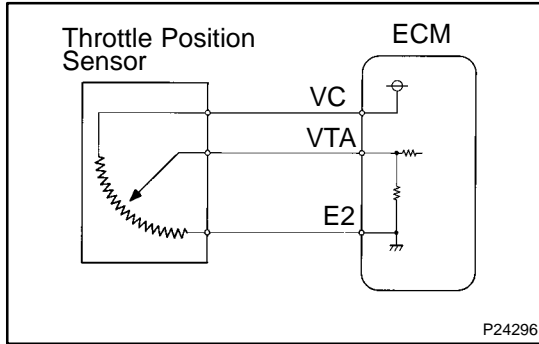 Throttle Position
Sensor
ECM
VC
VTA
E2
P24296